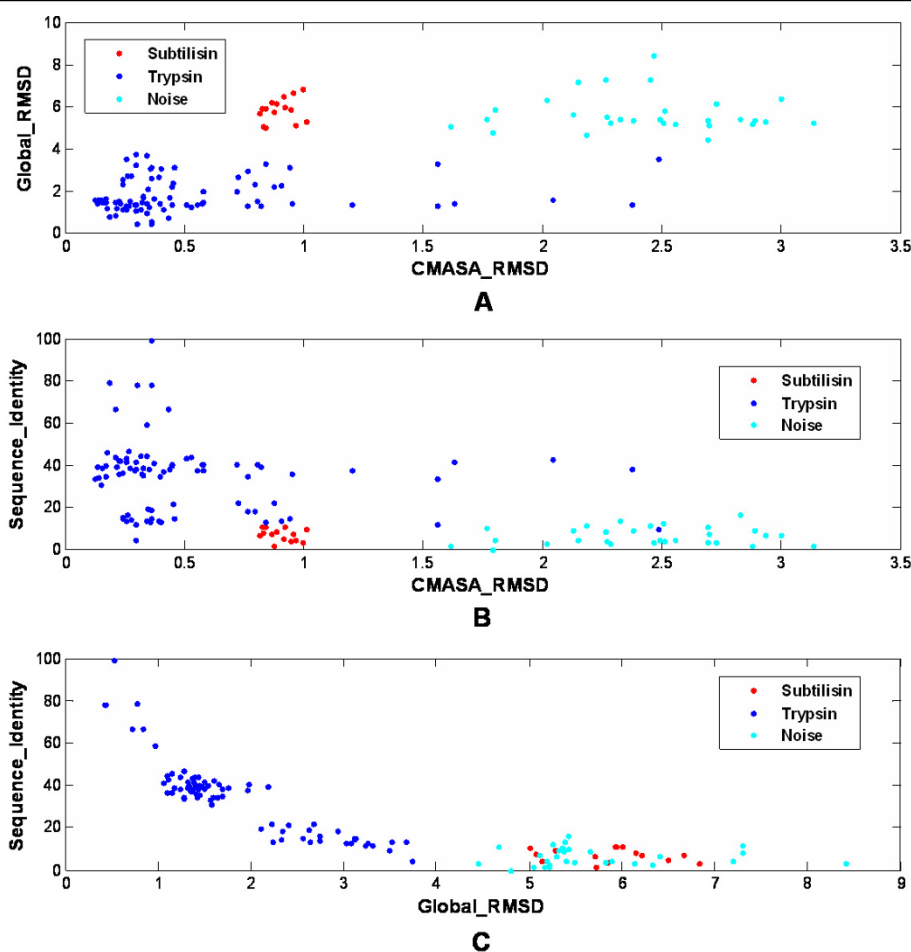 10
8
6
4
2
0
Global_RMSD
Subtilisin
Trypsin
Noise
0 0.5 1 1.5 2 2.5 3 3.5
CMASA_RMSD
A
100
80
60
40
20
0
Sequence_Identity
Subtilisin
Trypsin
Noise
0 0.5 1 1.5 2 2.5 3 3.5
CMASA_RMSD
B
100
80
60
40
20
0
Sequence_Identity
Subtilisin
Trypsin
Noise
0 1 2 3 4 5 6 7 8 9
Global_RMSD
C